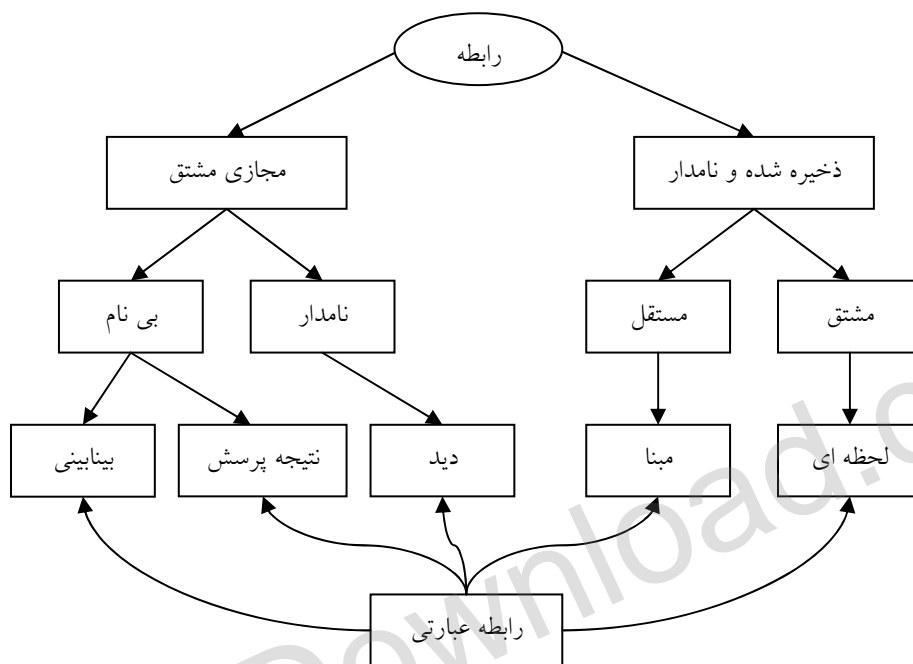 رابطه
ذخیره شده و نامدار
مجازی مشتق
مشتق
مستقل
نامدار
بی نام
لحظه ای
مبنا
دید
نتیجه پرسش
بینابینی
رابطه عبارتی
Download.c